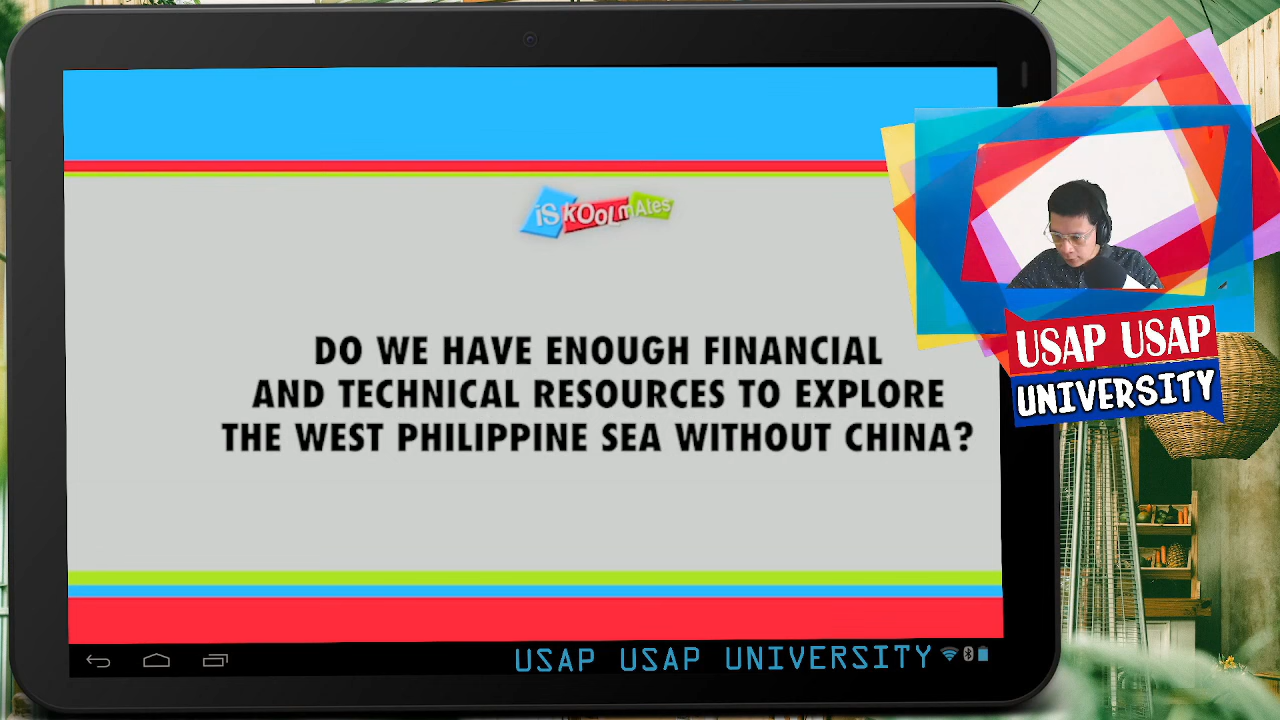 iSKOOLmAtes
DO WE HAVE ENOUGH FINANCIAL
AND TECHNICAL RESOURCES TO EXPLORE
THE WEST PHILIPPINE SEA WITHOUT CHINA?
USAP USAP
UNIVERSITY
USAP USAP UNIVERSITY